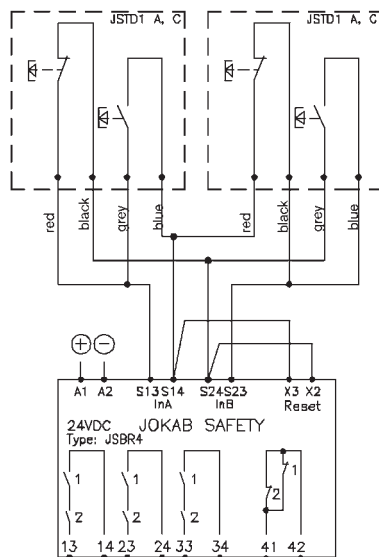 JSTD1 A, C
JSTD1 A, C
red
black
grey
blue
red
black
grey
blue
+
−
A1 A2 S13 S14 S24 S23 X3 X2
InA InB Reset
24VDC JOKAB SAFETY
Type: JSBR4
1 1 1 1
2 2 2 2
13 14 23 24 33 34 41 42